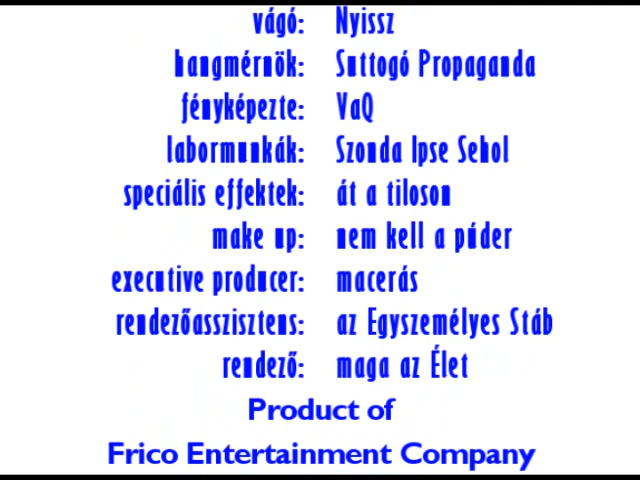 vágó: Nyissz
hangmérnök: Suttogó Propaganda
fényképezte: VaQ
labormunkák: Szonda Ipse Sehol
speciális effektek: át a tiloson
make up: nem kell a púder
executive producer: macerás
rendezőasszisztens: az Egyszemélyes Stáb
rendező: maga az Élet
Product of
Frico Entertainment Company